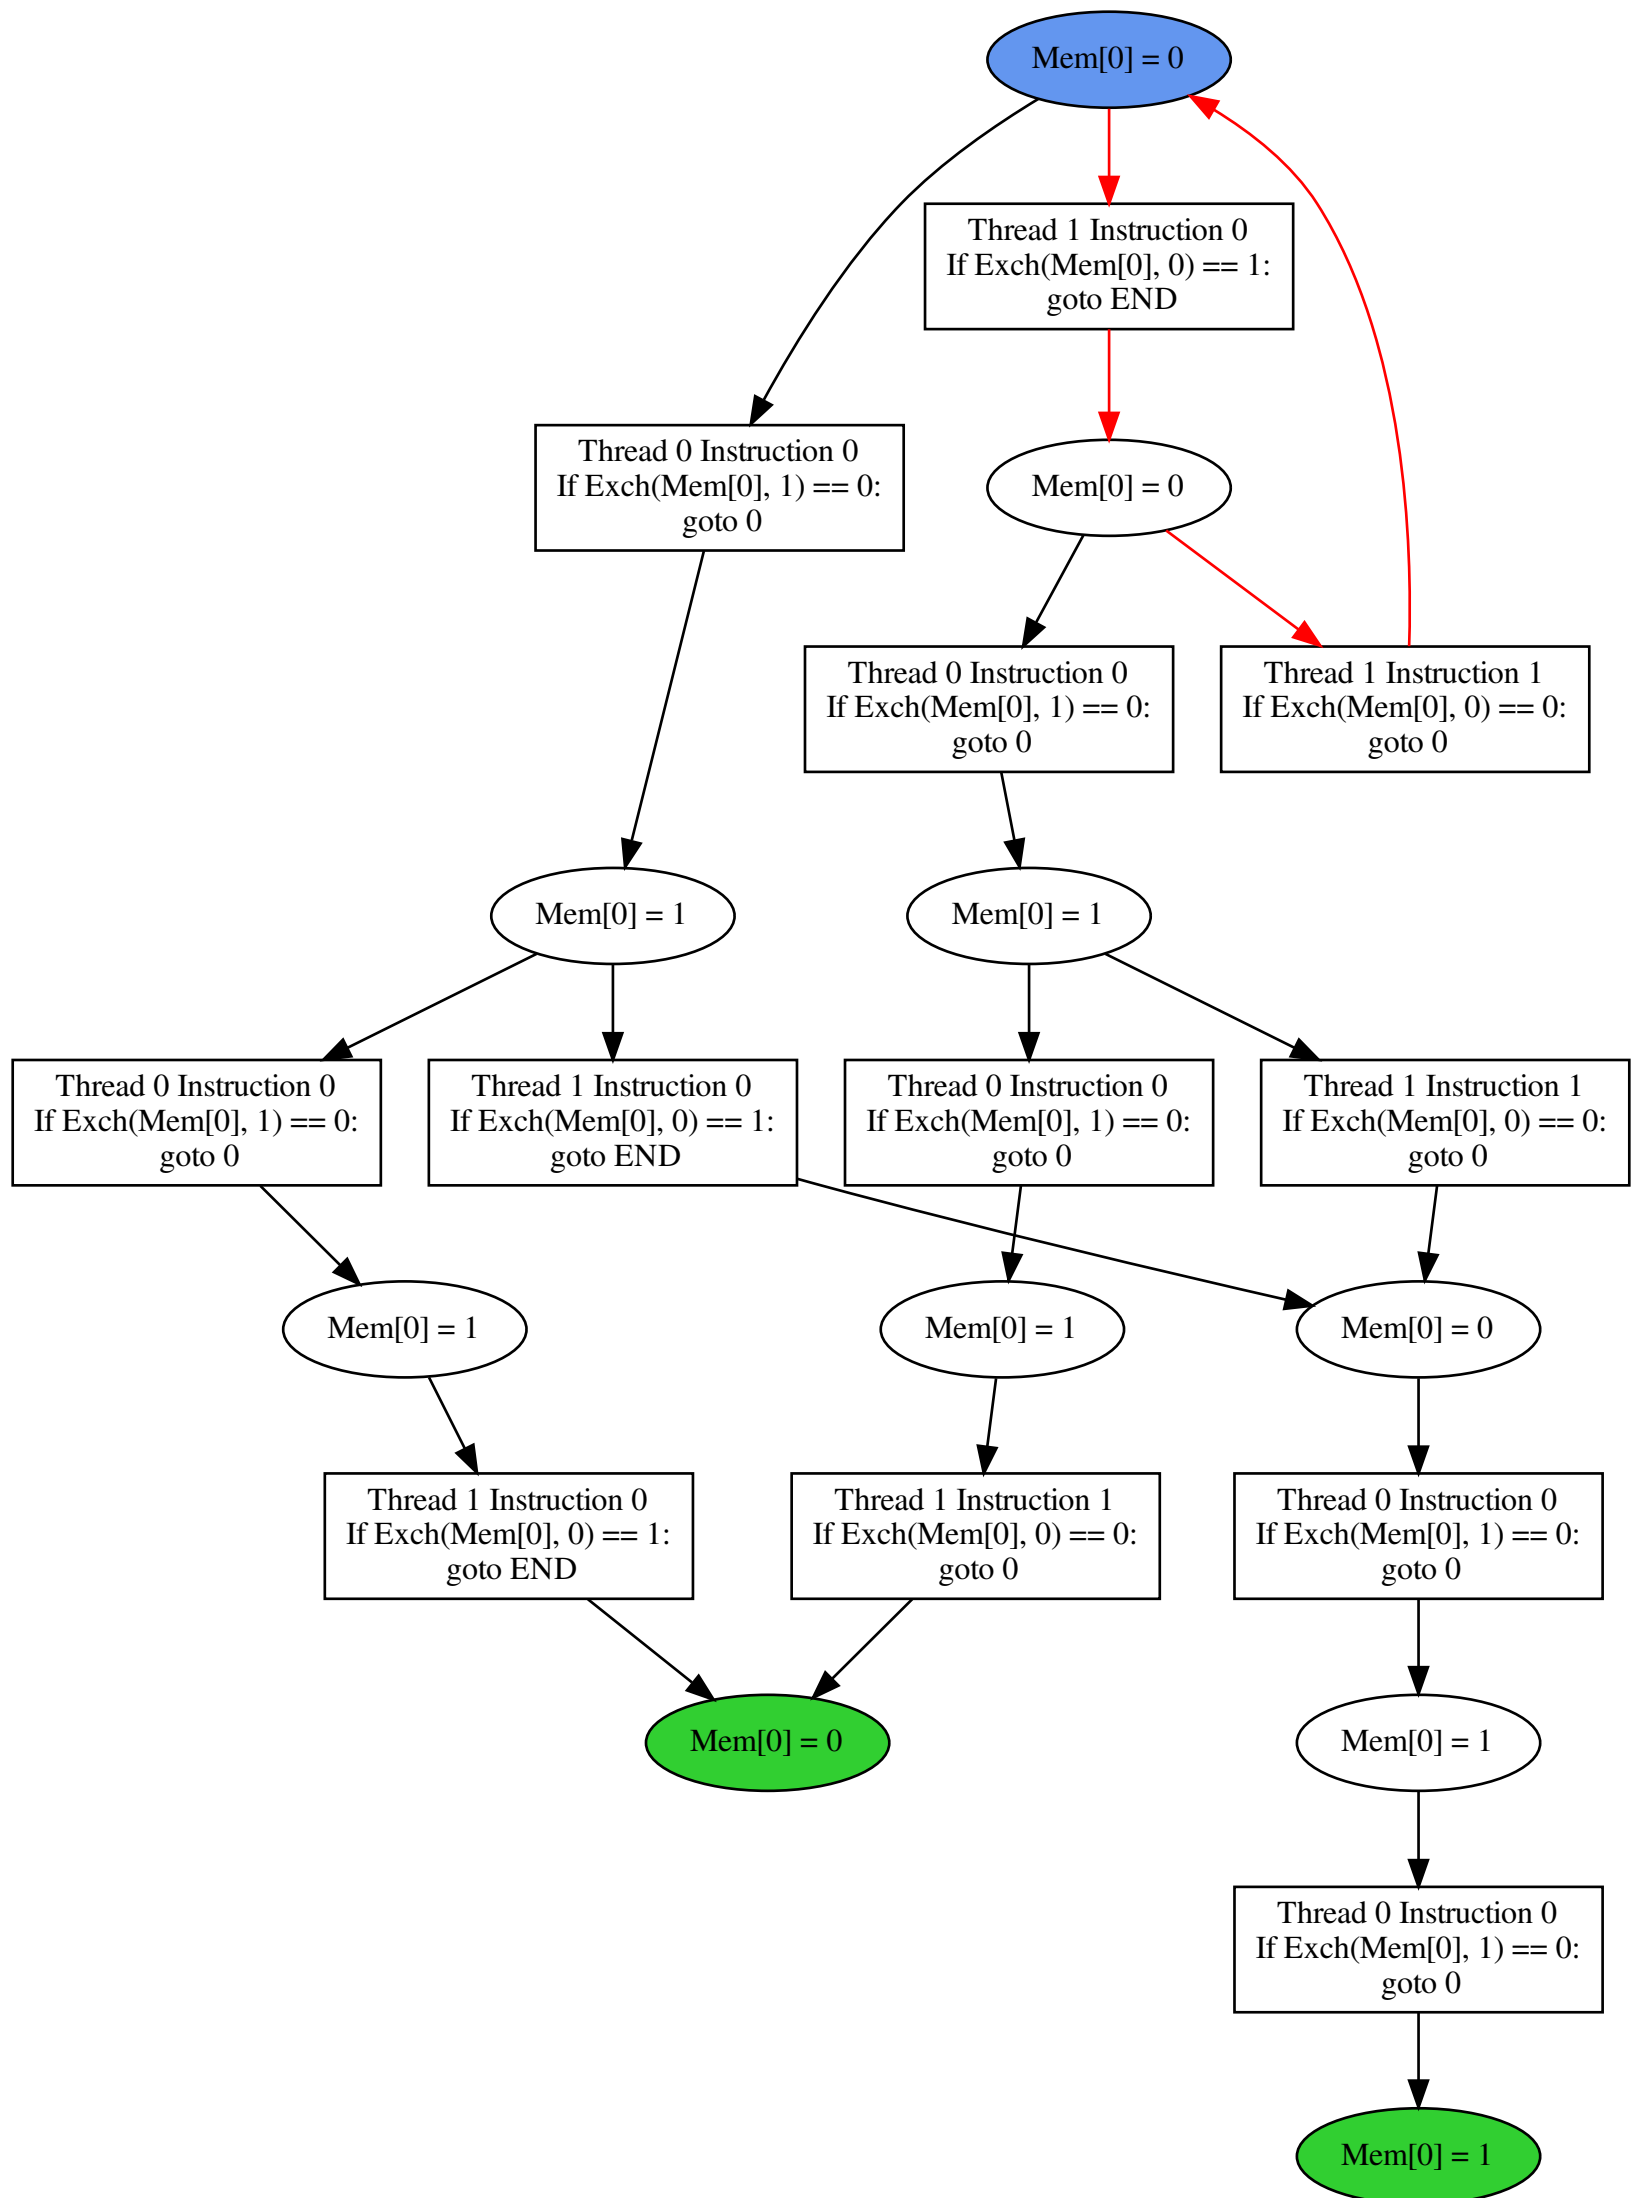 Mem[0] = 0
Thread 1 Instruction 0
If Exch(Mem[0], 0) == 1:
goto END
Thread 0 Instruction 0
If Exch(Mem[0], 1) == 0:
goto 0
Mem[0] = 0
Thread 0 Instruction 0
If Exch(Mem[0], 1) == 0:
goto 0
Thread 1 Instruction 1
If Exch(Mem[0], 0) == 0:
goto 0
Mem[0] = 1
Mem[0] = 1
Thread 0 Instruction 0
If Exch(Mem[0], 1) == 0:
goto 0
Thread 1 Instruction 0
If Exch(Mem[0], 0) == 1:
goto END
Thread 0 Instruction 0
If Exch(Mem[0], 1) == 0:
goto 0
Thread 1 Instruction 1
If Exch(Mem[0], 0) == 0:
goto 0
Mem[0] = 1
Mem[0] = 1
Mem[0] = 0
Thread 1 Instruction 0
If Exch(Mem[0], 0) == 1:
goto END
Thread 1 Instruction 1
If Exch(Mem[0], 0) == 0:
goto 0
Thread 0 Instruction 0
If Exch(Mem[0], 1) == 0:
goto 0
Mem[0] = 0
Mem[0] = 1
Thread 0 Instruction 0
If Exch(Mem[0], 1) == 0:
goto 0
Mem[0] = 1